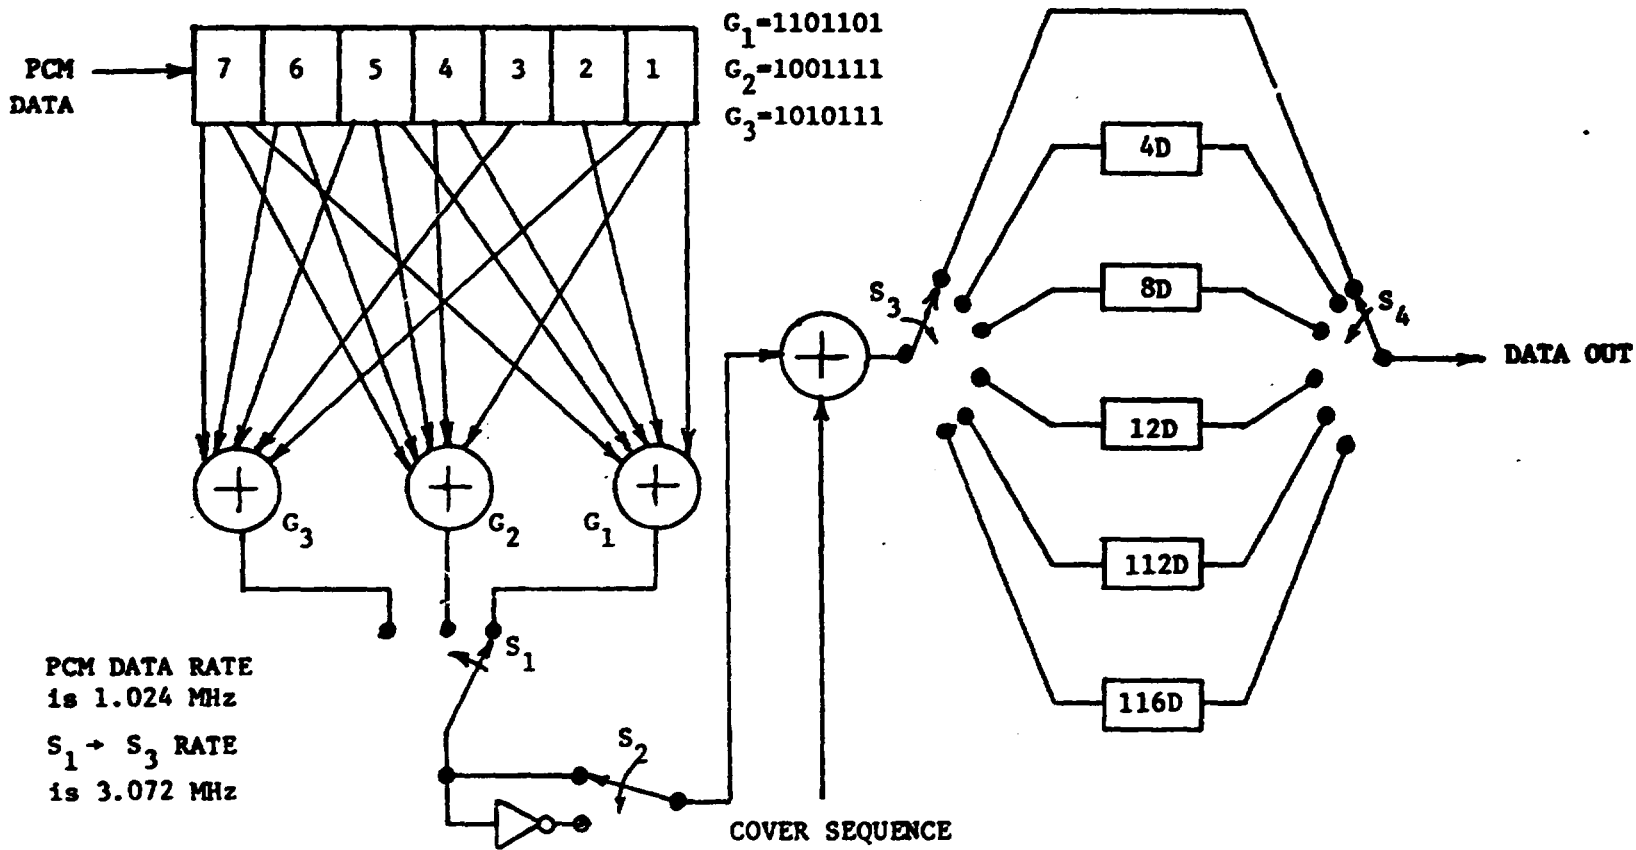 PCM
DATA
7 6 5 4 3 2 1
G1=1101101
G2=1001111
G3=1010111
4D
8D
12D
112D
116D
S3
S4
DATA OUT
G3
G2
G1
S1
S2
PCM DATA RATE
is 1.024 MHz
S1 → S3 RATE
is 3.072 MHz
COVER SEQUENCE